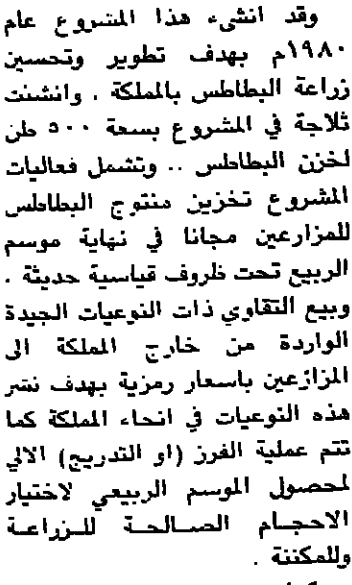 وقد انشىء هذا المشروع عام
١٩٨٠م بهدف تطوير وتحسين
زراعة البطاطس بالمملكة . وانشئت
ثلاجة في المشروع بسعة ٥٠٠ طن
لخزن البطاطس .. وتشمل فعاليات
المشروع تخزين منتوج البطاطس
للمزارعين مجانا في نهاية موسم
الربيع تحت ظروف قياسية حديثة .
وبيع التقاوي ذات النوعيات الجيدة
الواردة من خارج المملكة الى
المزارعين باسعار رمزية بهدف نشر
هذه النوعيات في انحاء المملكة كما
تتم عملية الفرز (او التدريج) الالي
لمحصول الموسم الربيعي لاختيار
الاحجام الصالحة للزراعة
وللمكننة .